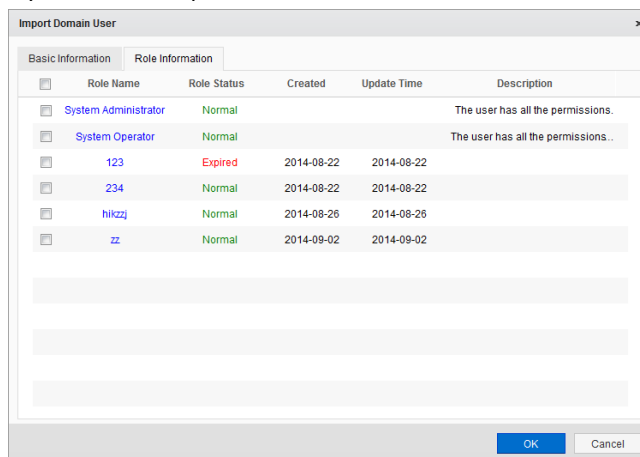 Import Domain User
Basic Information Role Information
Role Name Role Status Created Update Time Description
System Administrator Normal The user has all the permissions.
System Operator Normal The user has all the permissions...
123 Expired 2014-08-22 2014-08-22
234 Normal 2014-08-22 2014-08-22
hikzzj Normal 2014-08-26 2014-08-26
zz Normal 2014-09-02 2014-09-02
OK Cancel